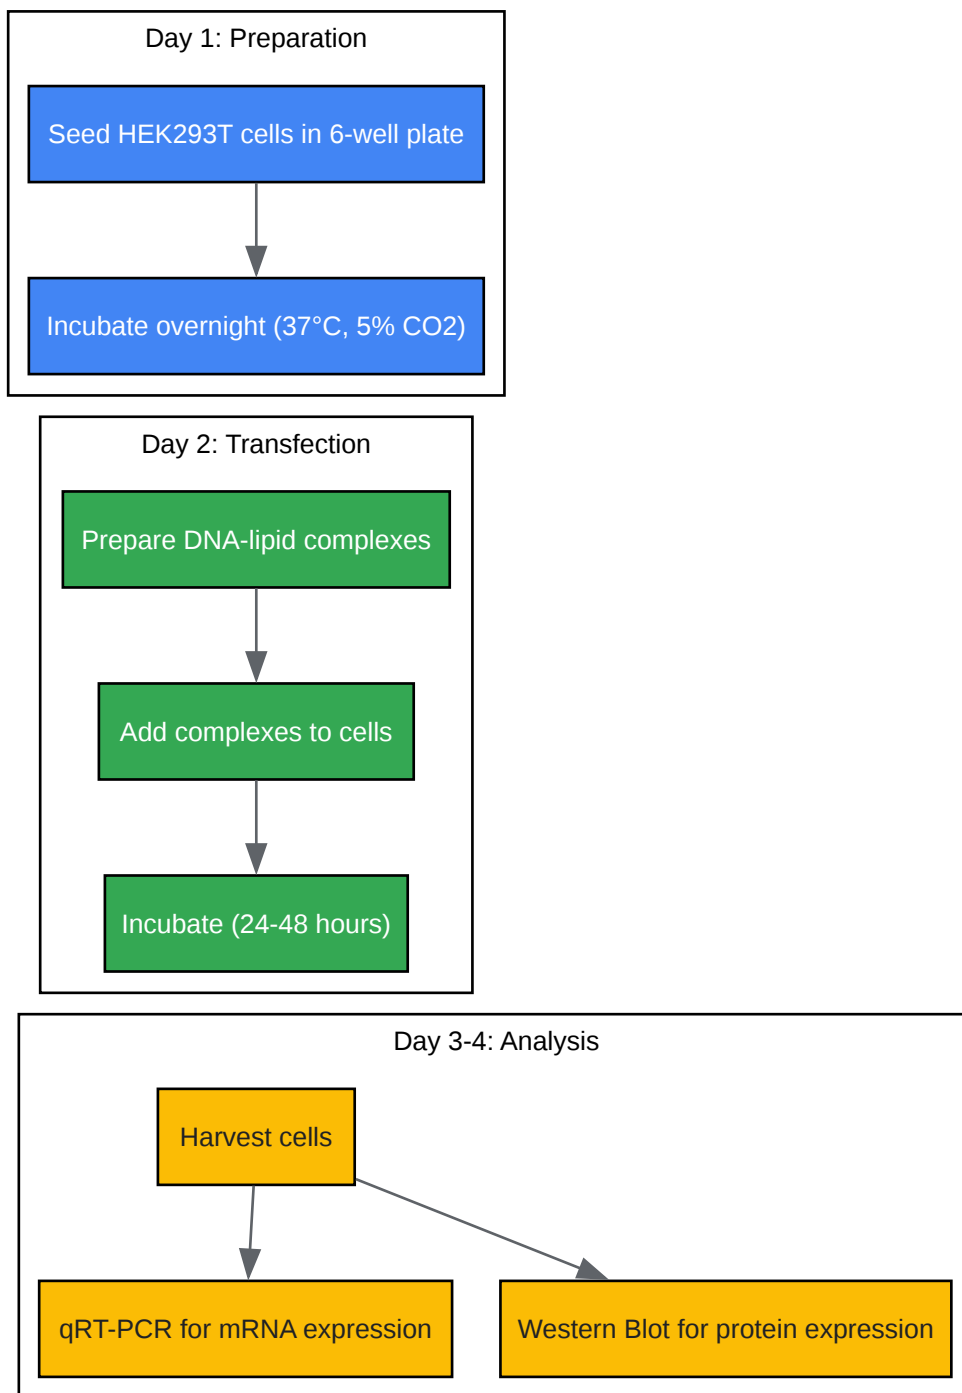 Day 1: Preparation
Seed HEK293T cells in 6-well plate
Incubate overnight (37°C, 5% CO2)
Day 2: Transfection
Prepare DNA-lipid complexes
Add complexes to cells
Incubate (24-48 hours)
Day 3-4: Analysis
Harvest cells
qRT-PCR for mRNA expression
Western Blot for protein expression